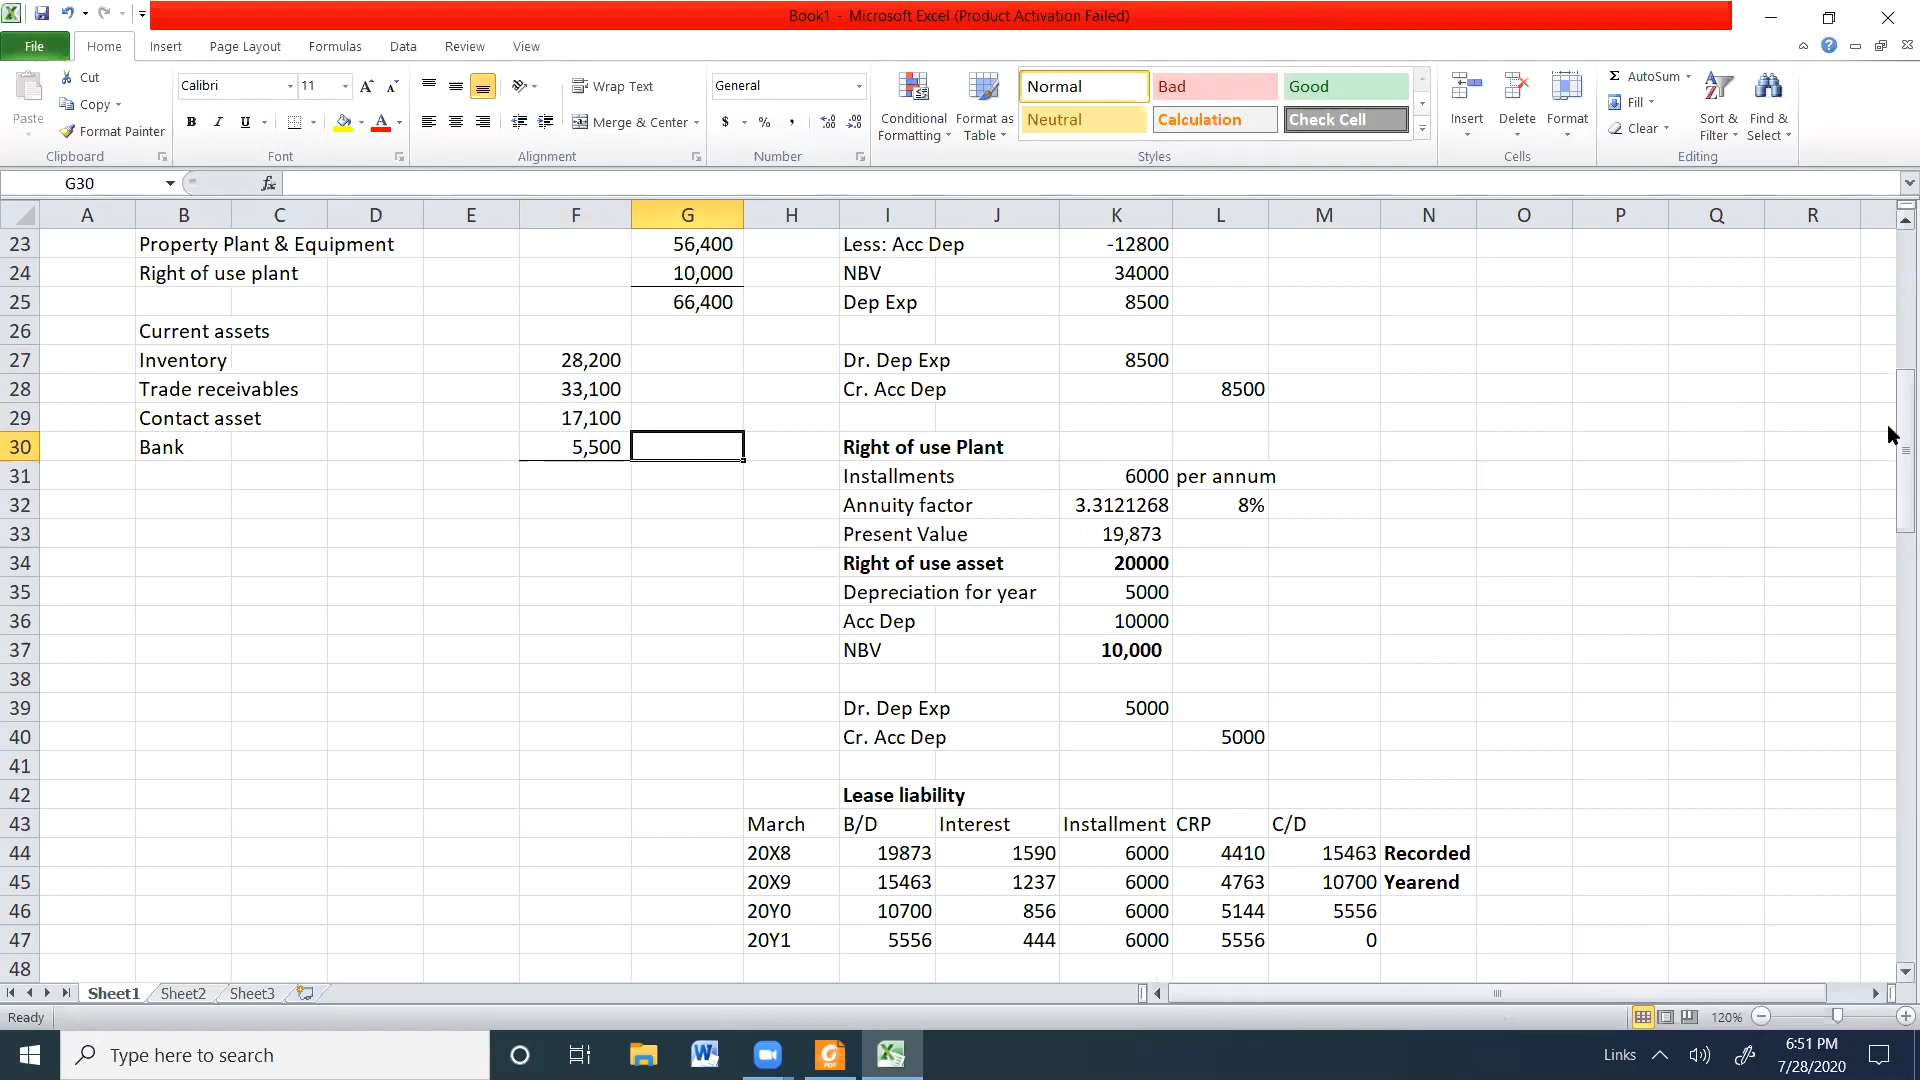 Book1 - Microsoft Excel (Product Activation Failed)
File Home Insert Page Layout Formulas Data Review View
Paste Cut Copy Format Painter Clipboard
Calibri 11 B I U Font
Wrap Text Merge & Center Alignment
General $ % , Number
Conditional Formatting Format as Table
Normal Bad Good
Neutral Calculation Check Cell
Styles
Insert Delete Format Cells
Σ AutoSum Fill Clear Sort & Filter Find & Select Editing
G30 fx
A B C D E F G H I J K L M N O P Q R
23 Property Plant & Equipment 56,400 Less: Acc Dep -12800
24 Right of use plant 10,000 NBV 34000
25 66,400 Dep Exp 8500
26 Current assets
27 Inventory 28,200 Dr. Dep Exp 8500
28 Trade receivables 33,100 Cr. Acc Dep 8500
29 Contact asset 17,100
30 Bank 5,500 Right of use Plant
31 Installments 6000 per annum
32 Annuity factor 3.3121268 8%
33 Present Value 19,873
34 Right of use asset 20000
35 Depreciation for year 5000
36 Acc Dep 10000
37 NBV 10,000
38
39 Dr. Dep Exp 5000
40 Cr. Acc Dep 5000
41
42 Lease liability
43 March B/D Interest Installment CRP C/D
44 20X8 19873 1590 6000 4410 15463 Recorded
45 20X9 15463 1237 6000 4763 10700 Yearend
46 20Y0 10700 856 6000 5144 5556
47 20Y1 5556 444 6000 5556 0
48
Sheet1 Sheet2 Sheet3
Ready 120%
Type here to search Links 6:51 PM
7/28/2020